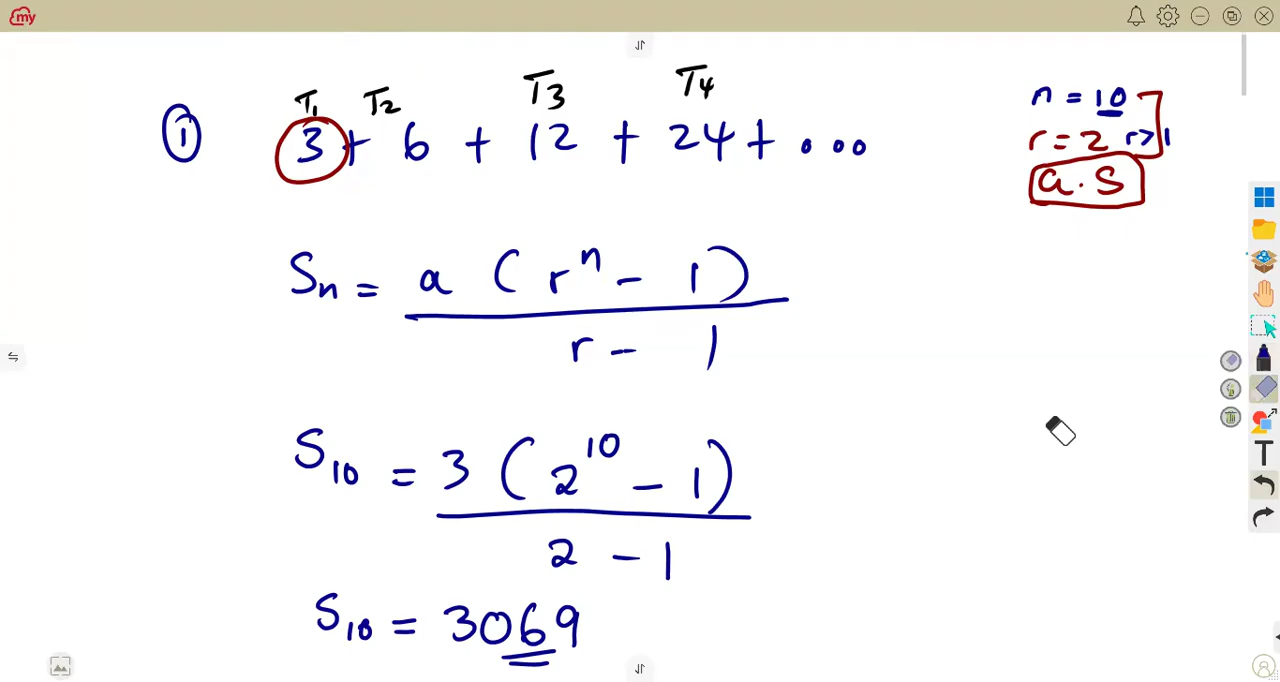 my
T1 T2 T3 T4
① 3 + 6 + 12 + 24 + ...
n = 10
r = 2 r > 1
a.s
Sn = a ( r^n - 1 )
r - 1
S10 = 3 ( 2^10 - 1 )
2 - 1
S10 = 3069
T